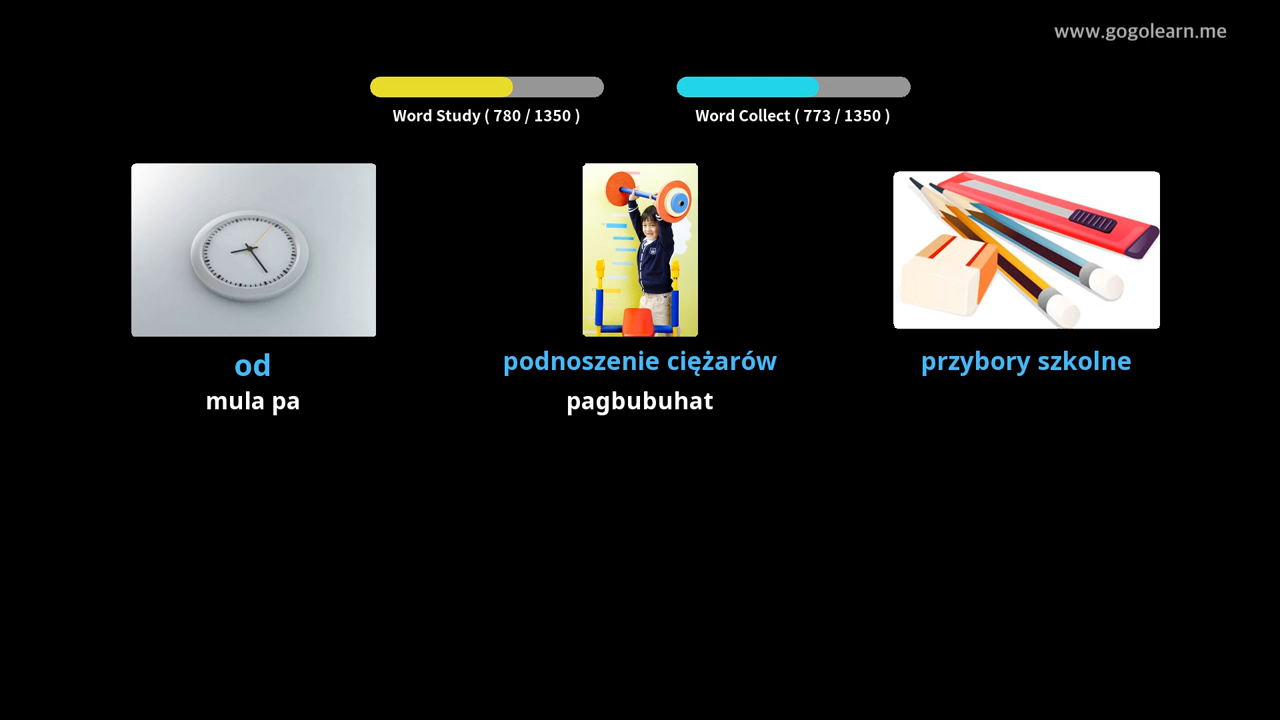 www.gogolearn.me
Word Study ( 780 / 1350 )
Word Collect ( 773 / 1350 )
od
podnoszenie ciężarów
przybory szkolne
mula pa
pagbubuhat